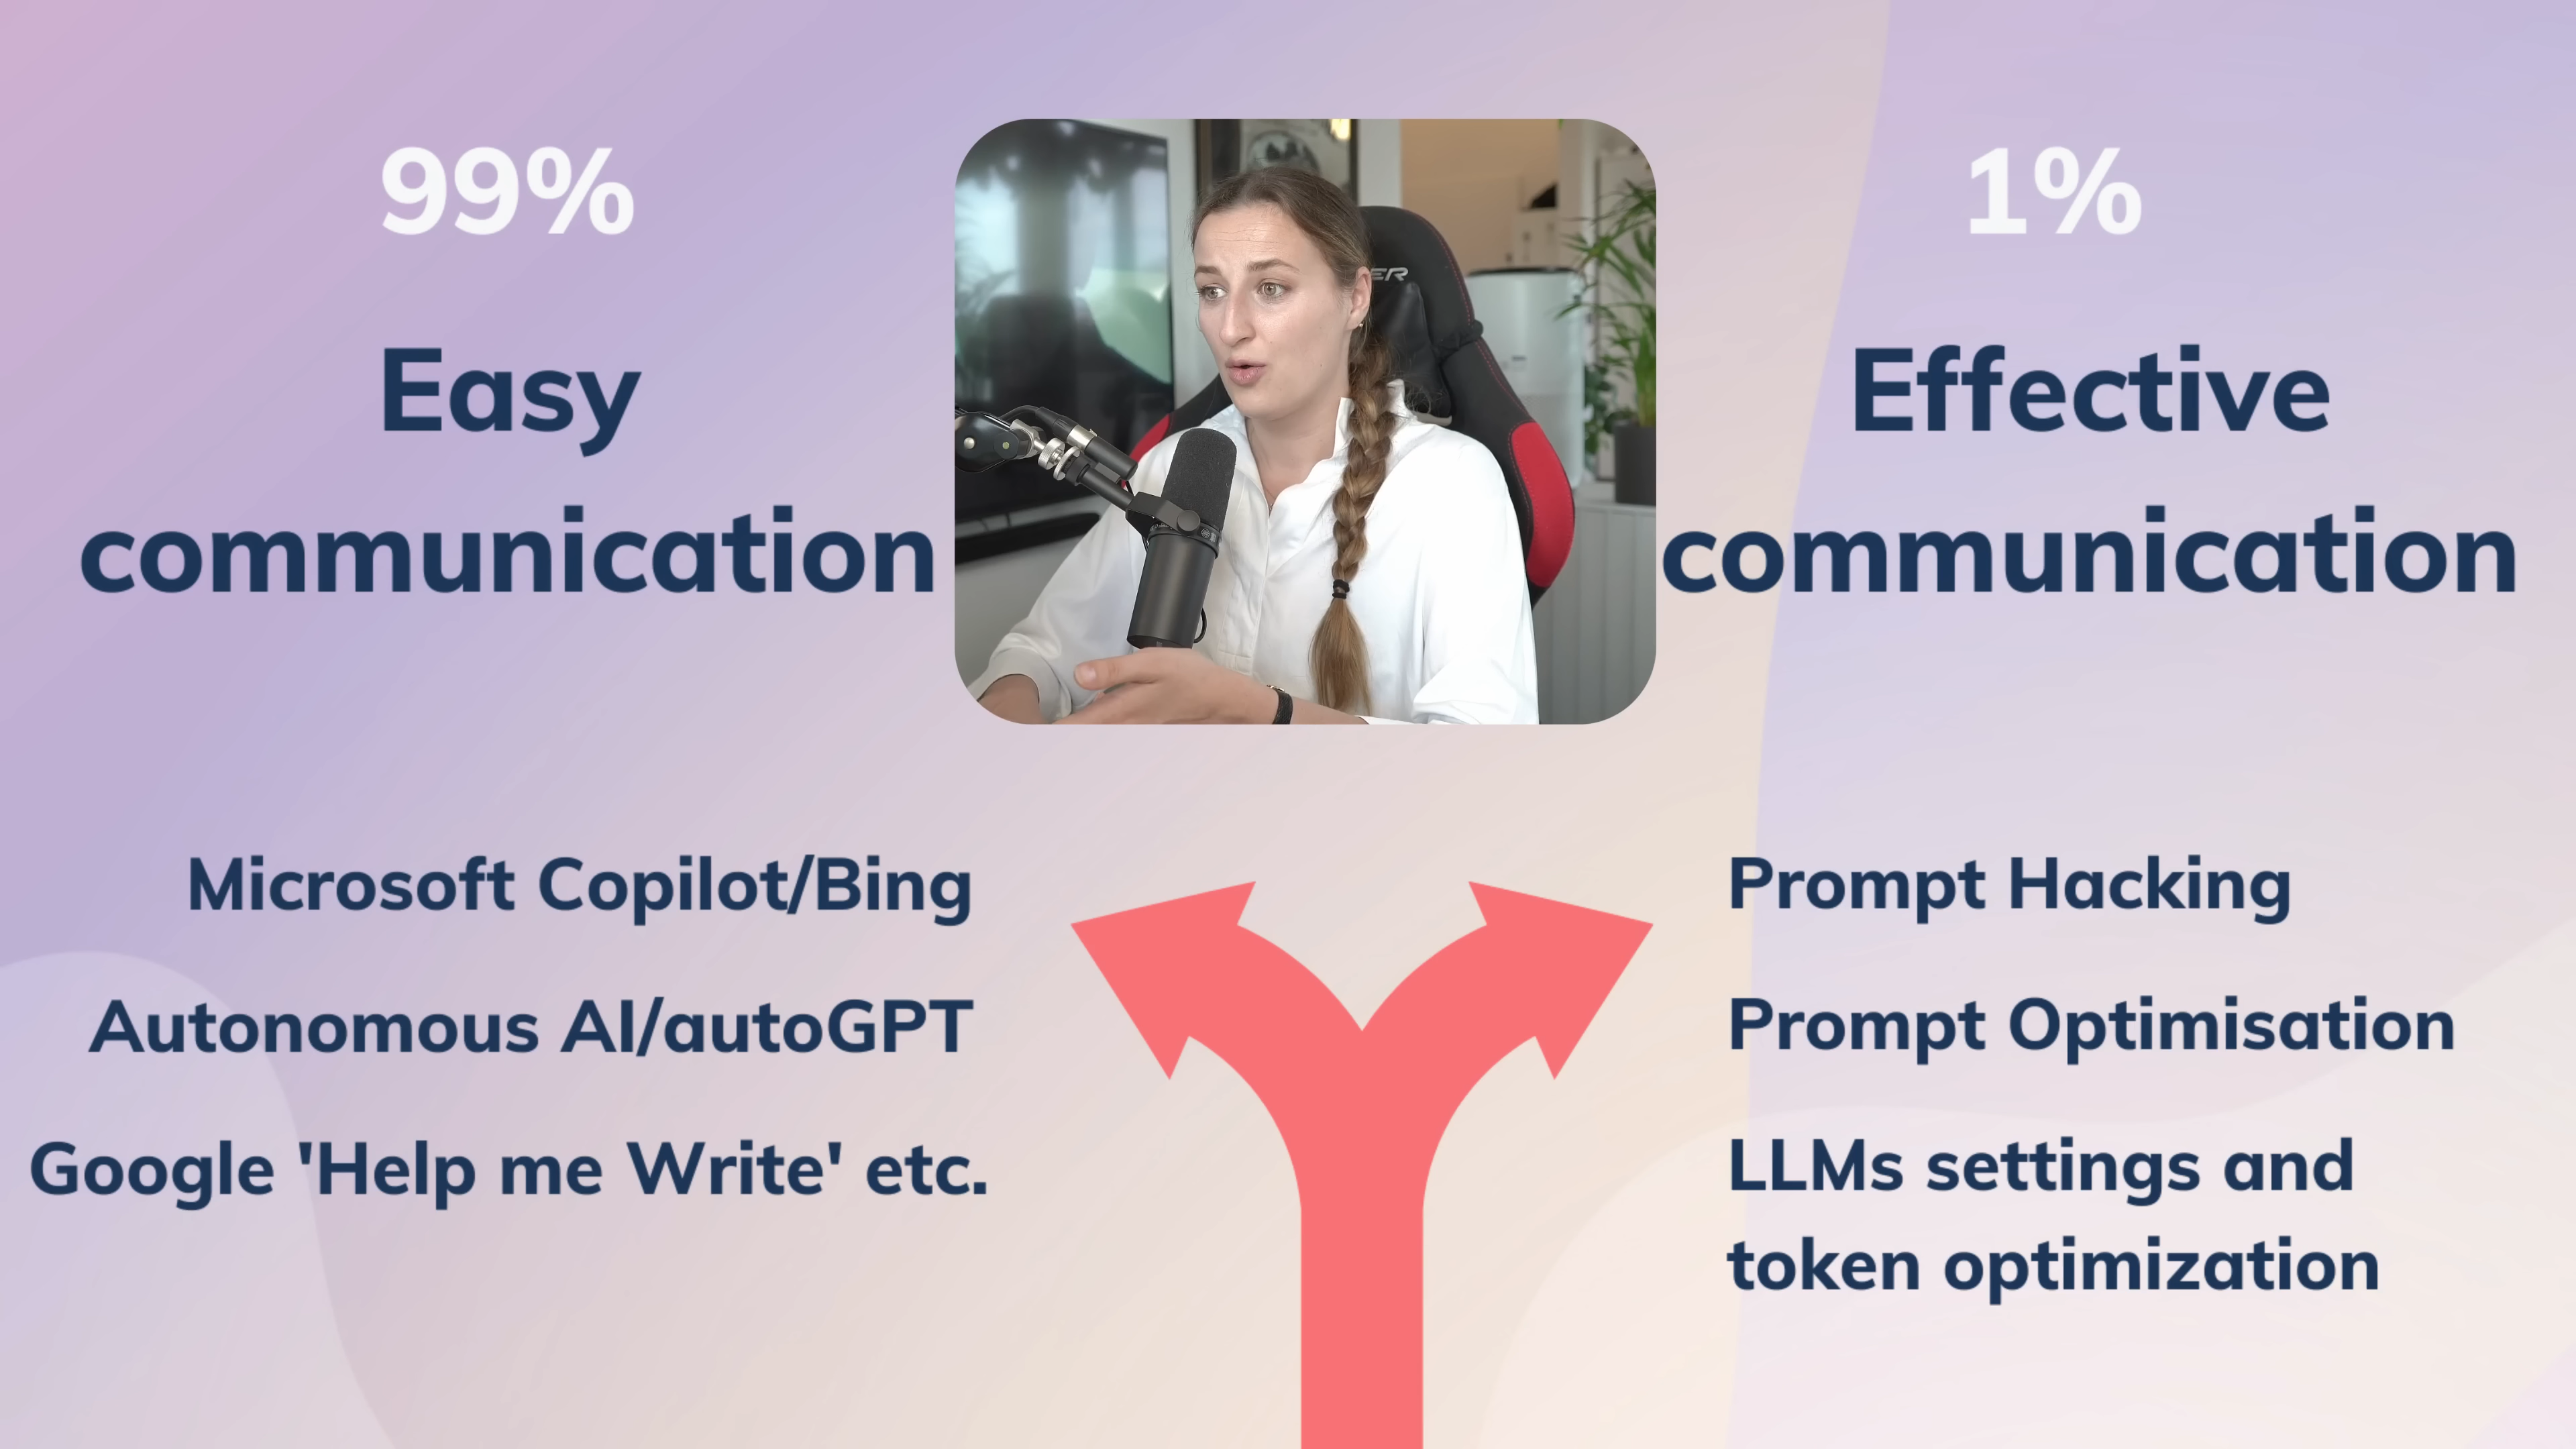 99%
Easy
communication
Microsoft Copilot/Bing
Autonomous AI/autoGPT
Google 'Help me Write' etc.
1%
Effective
communication
Prompt Hacking
Prompt Optimisation
LLMs settings and
token optimization